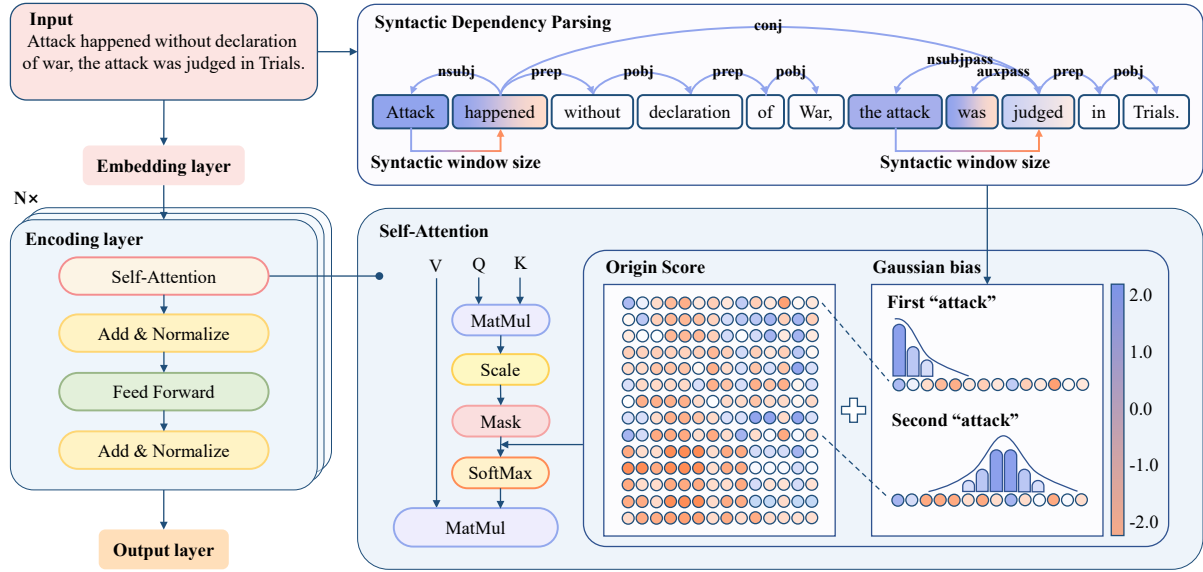 Input
Attack happened without declaration
of war, the attack was judged in Trials.
Embedding layer
N×
Encoding layer
Self-Attention
Add & Normalize
Feed Forward
Add & Normalize
Output layer
Syntactic Dependency Parsing
conj
nsubjpass
nsubj prep pobj prep pobj auxpass prep pobj
Attack happened without declaration of War, the attack was judged in Trials.
Syntactic window size Syntactic window size
Self-Attention
V Q K
MatMul
Scale
Mask
SoftMax
MatMul
Origin Score
Gaussian bias
First “attack”
Second “attack”
2.0
1.0
0.0
-1.0
-2.0